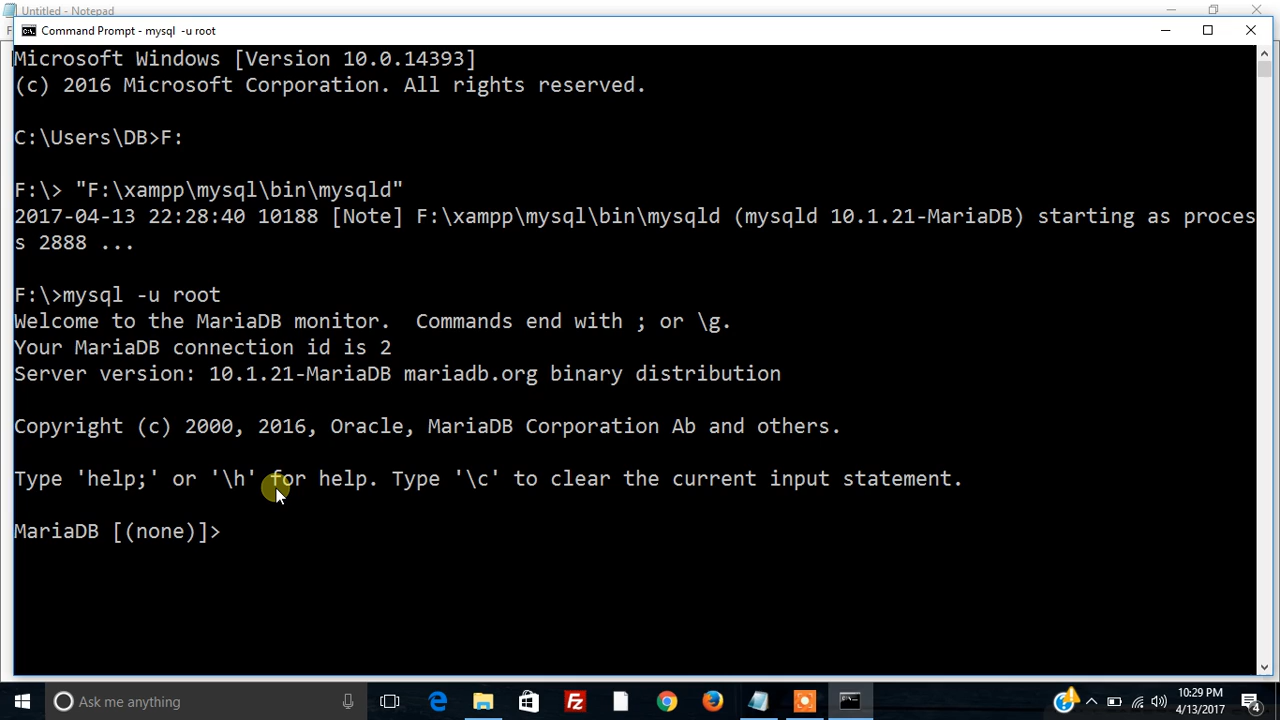 Untitled - Notepad
Command Prompt - mysql  -u root
Microsoft Windows [Version 10.0.14393]
(c) 2016 Microsoft Corporation. All rights reserved.
C:\Users\DB>F:
F:\> "F:\xampp\mysql\bin\mysqld"
2017-04-13 22:28:40 10188 [Note] F:\xampp\mysql\bin\mysqld (mysqld 10.1.21-MariaDB) starting as proces
s 2888 ...
F:\>mysql -u root
Welcome to the MariaDB monitor.  Commands end with ; or \g.
Your MariaDB connection id is 2
Server version: 10.1.21-MariaDB mariadb.org binary distribution
Copyright (c) 2000, 2016, Oracle, MariaDB Corporation Ab and others.
Type 'help;' or '\h' for help. Type '\c' to clear the current input statement.
MariaDB [(none)]>
Ask me anything
10:29 PM
4/13/2017
4